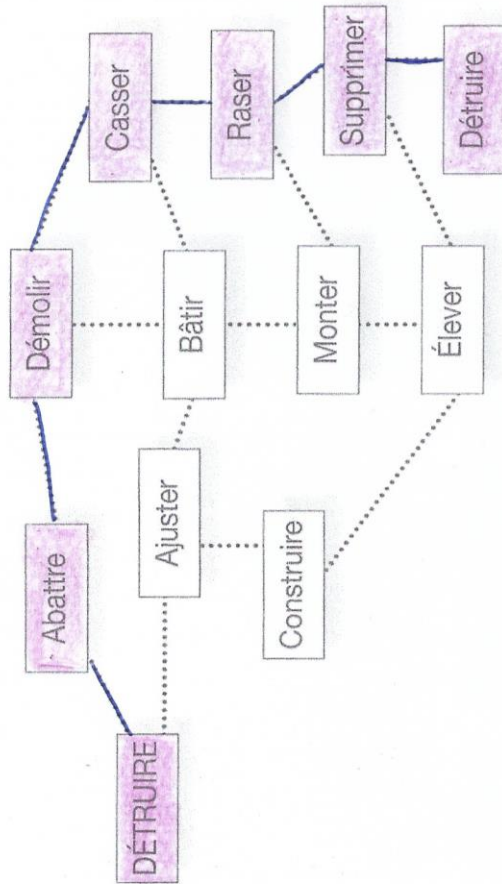 Démolir
Abattre
Casser
DÉTRUIRE
Ajuster
Bâtir
Raser
Construire
Monter
Supprimer
Élever
Détruire